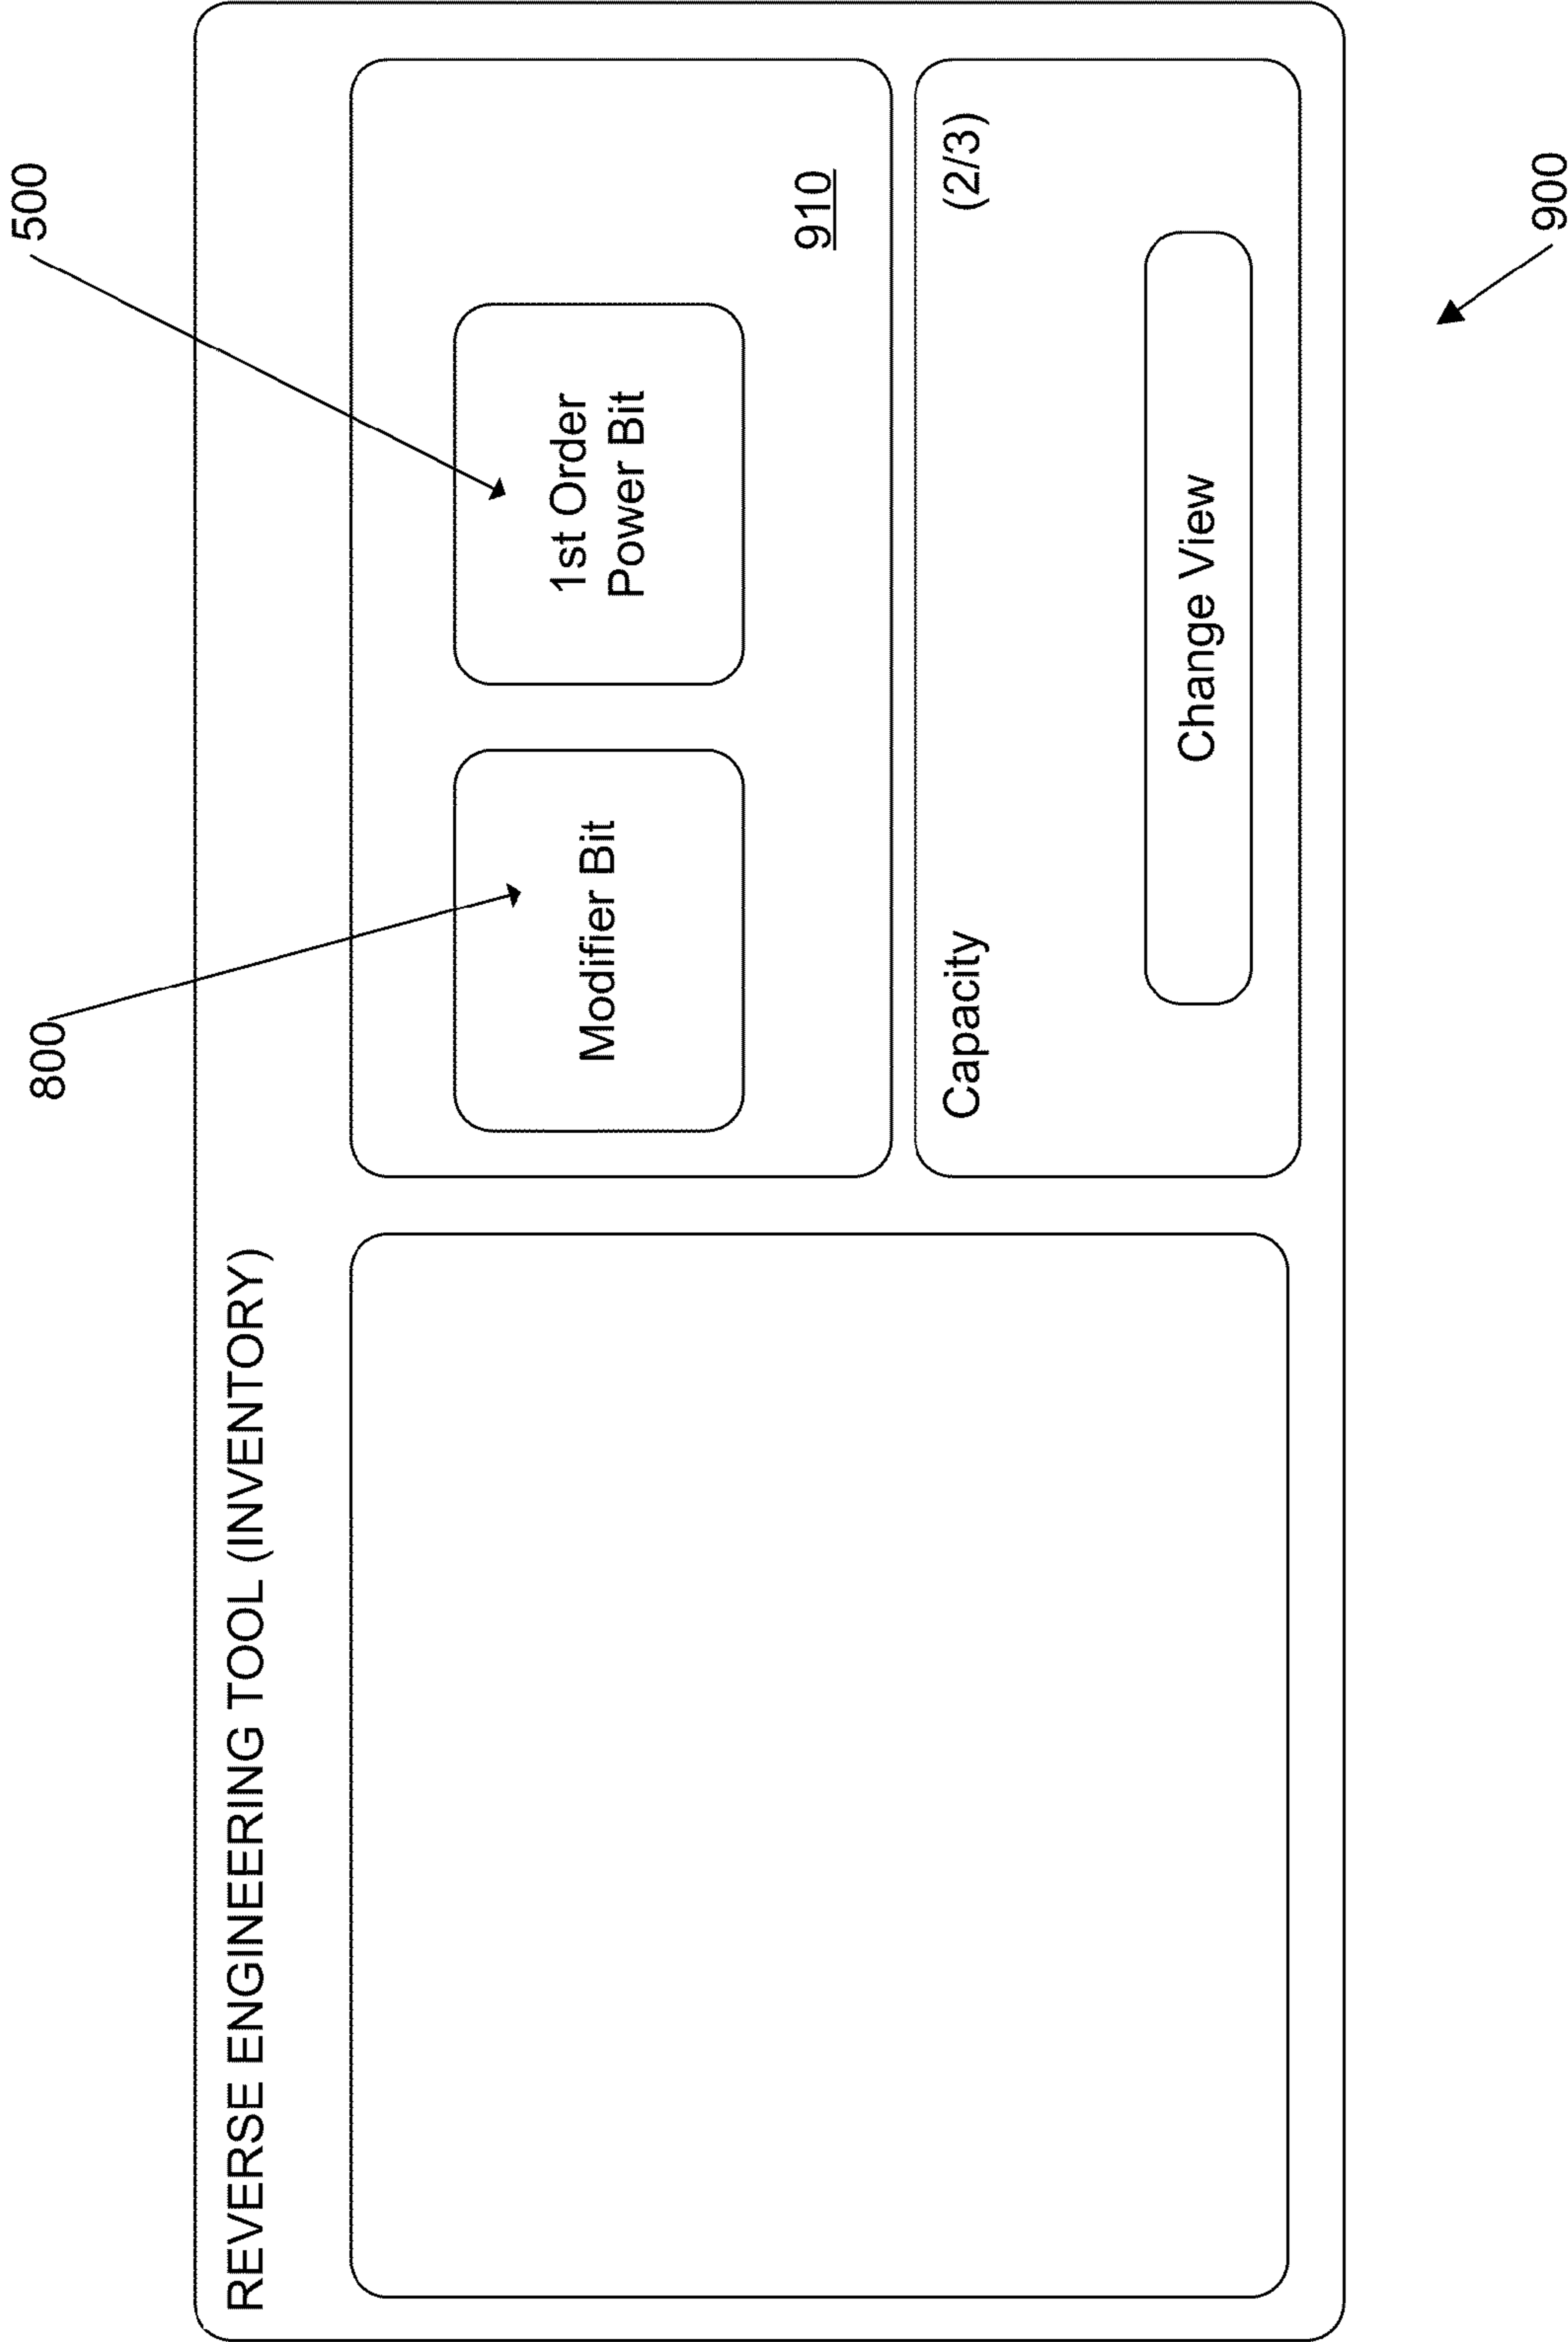 800
500
REVERSE ENGINEERING TOOL (INVENTORY)
Modifier Bit
1st Order
Power Bit
910
Capacity
(2/3)
Change View
900